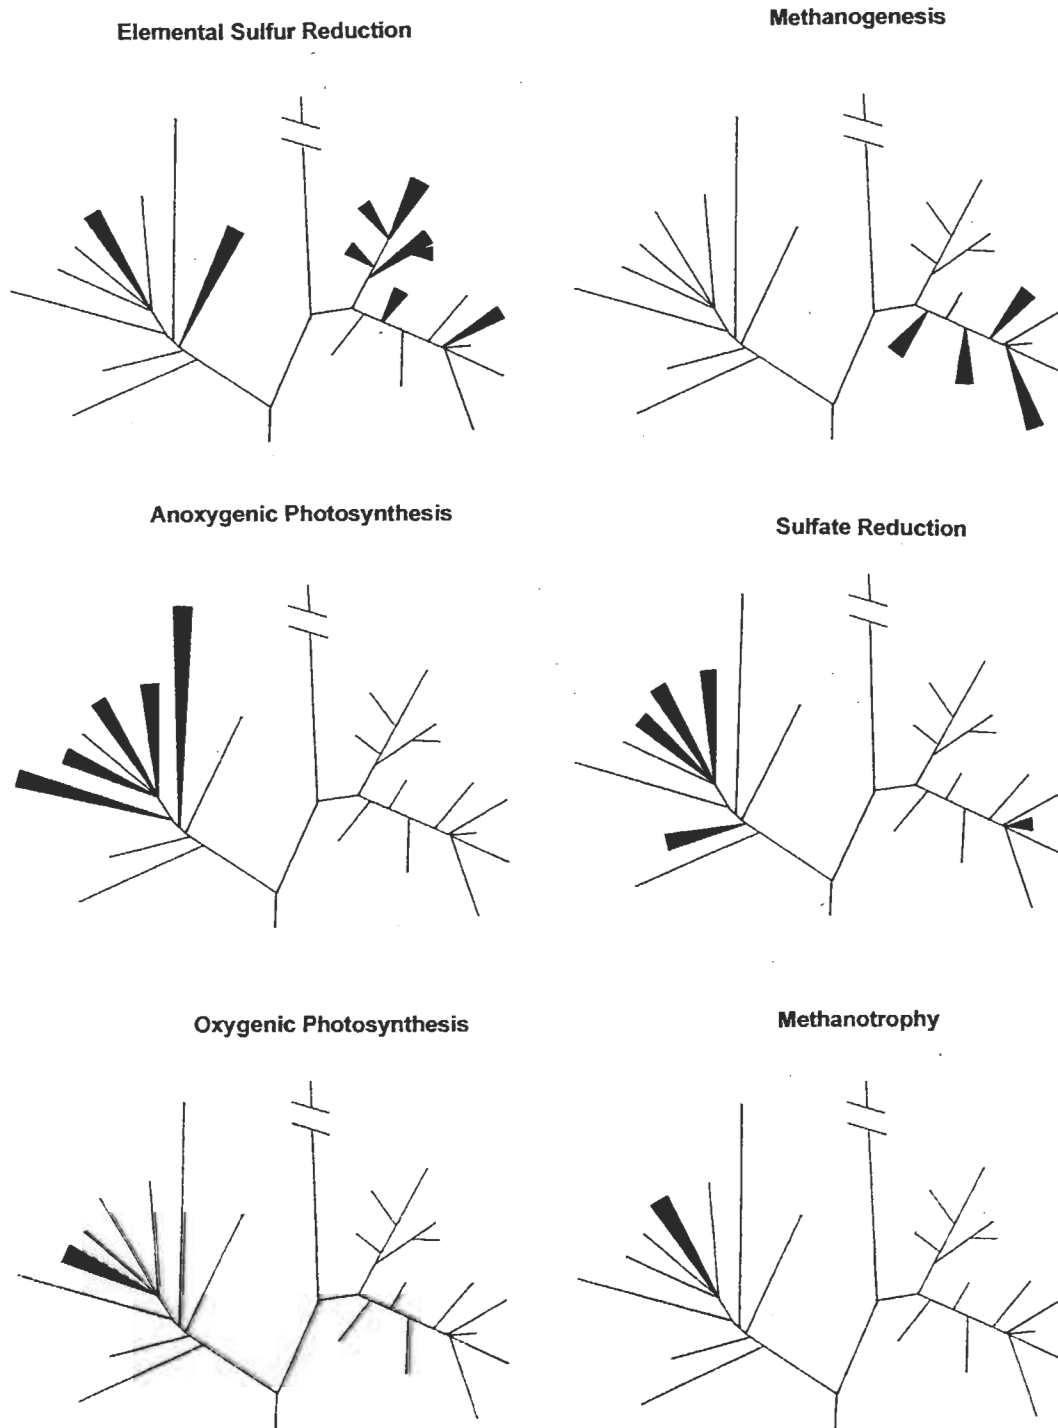 Elemental Sulfur Reduction
Methanogenesis
Anoxygenic Photosynthesis
Sulfate Reduction
Oxygenic Photosynthesis
Methanotrophy